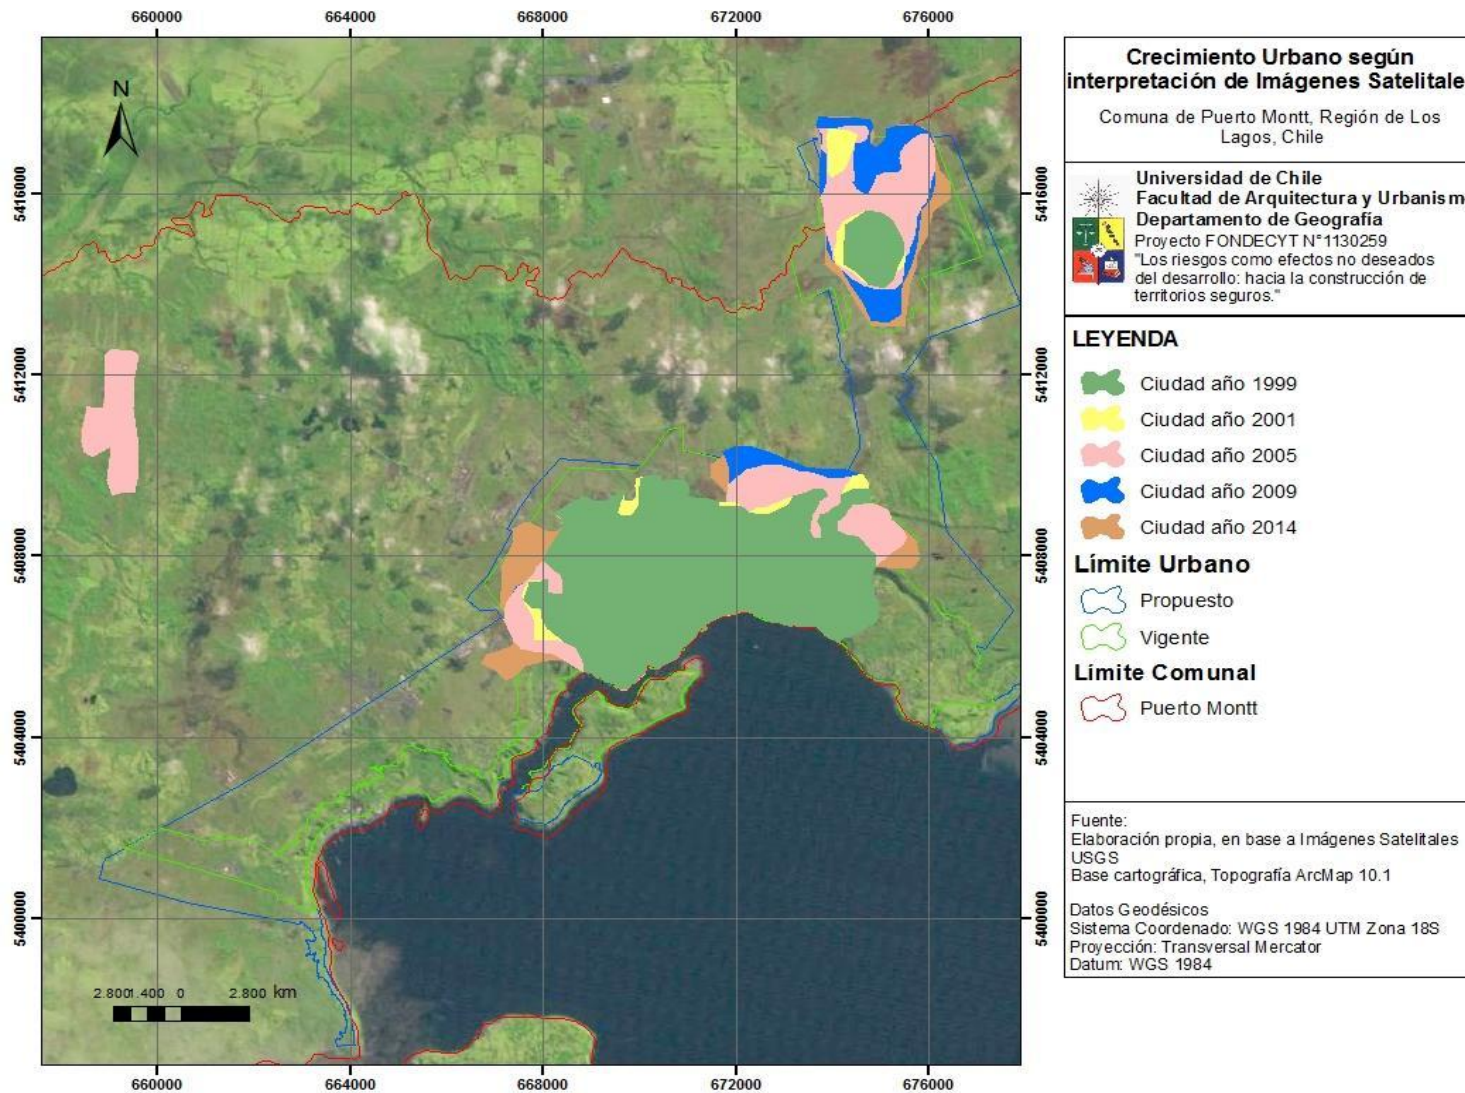 660000
664000
668000
672000
676000
N
5416000
5416000
5412000
5412000
5408000
5408000
5404000
5404000
5400000
5400000
2.800
1.400
0
2.800 km
660000
664000
668000
672000
676000
Crecimiento Urbano según
interpretación de Imágenes Satelitale
Comuna de Puerto Montt, Región de Los
Lagos, Chile
Universidad de Chile
Facultad de Arquitectura y Urbanism
Departamento de Geografía
Proyecto FONDECYT N°1130259
"Los riesgos como efectos no deseados
del desarrollo: hacia la construcción de
territorios seguros."
LEYENDA
Ciudad año 1999
Ciudad año 2001
Ciudad año 2005
Ciudad año 2009
Ciudad año 2014
Límite Urbano
Propuesto
Vigente
Límite Comunal
Puerto Montt
Fuente:
Elaboración propia, en base a Imágenes Satelitales
USGS
Base cartográfica, Topografía ArcMap 10.1
Datos Geodésicos
Sistema Coordenado: WGS 1984 UTM Zona 18S
Proyección: Transversal Mercator
Datum: WGS 1984